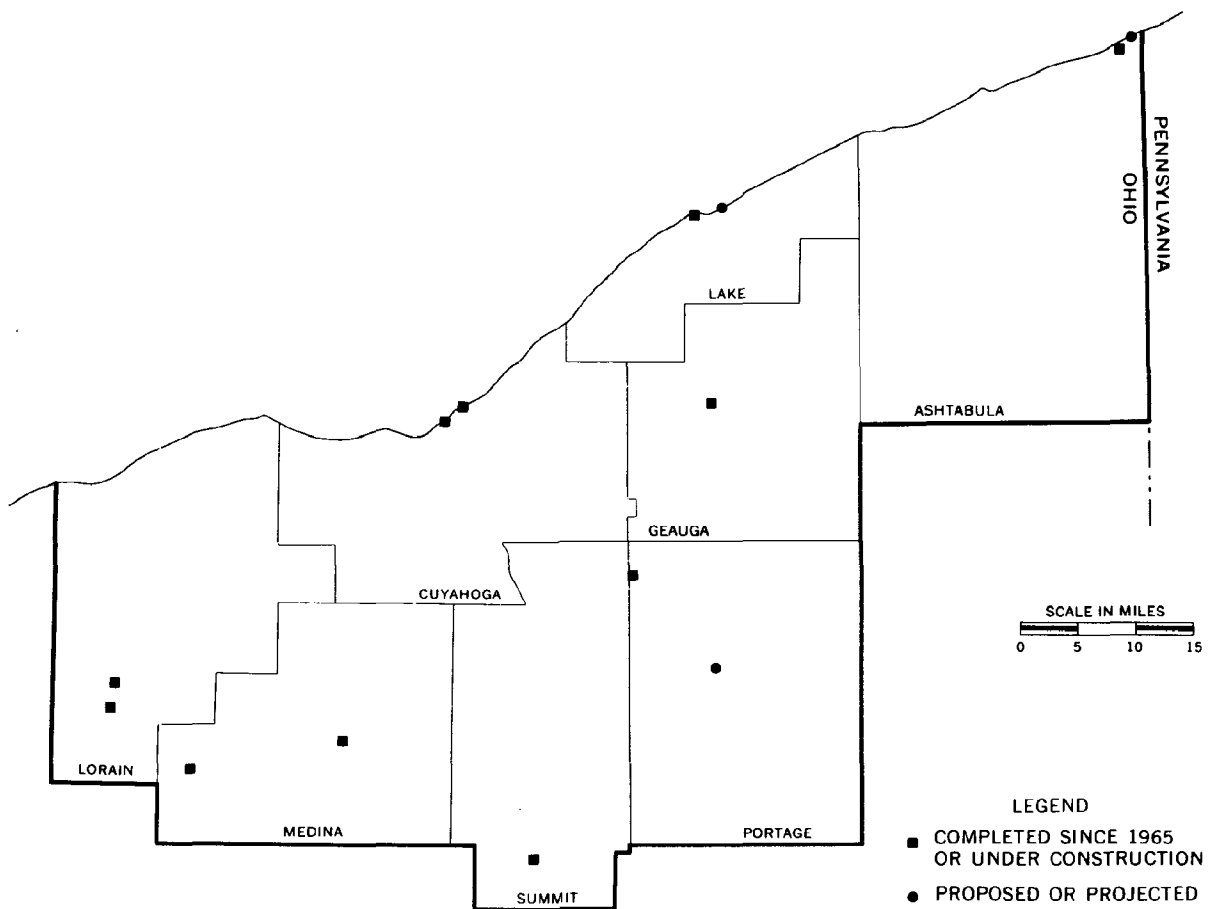 PENNSYLVANIA
OHIO
LAKE
ASHTABULA
GEAUGA
CUYAHOGA
SCALE IN MILES
0 5 10 15
LORAIN
MEDINA
PORTAGE
SUMMIT
LEGEND
COMPLETED SINCE 1965
OR UNDER CONSTRUCTION
PROPOSED OR PROJECTED